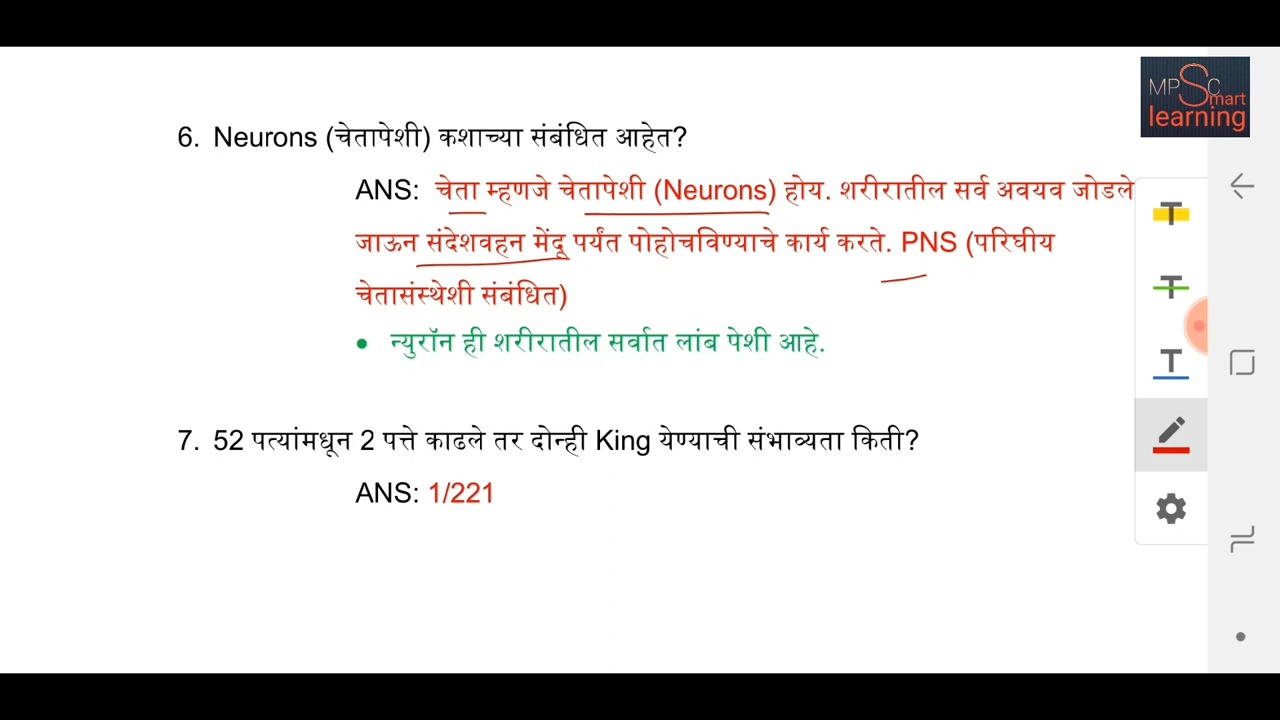 MPSC
Smart
learning
6. Neurons (चेतापेशी) कशाच्या संबंधित आहेत?
ANS: चेता म्हणजे चेतापेशी (Neurons) होय. शरीरातील सर्व अवयव जोडले
जाऊन संदेशवहन मेंदू पर्यंत पोहोचविण्याचे कार्य करते. PNS (परिघीय
चेतासंस्थेशी संबंधित)
• न्युरॉन ही शरीरातील सर्वात लांब पेशी आहे.
7. 52 पत्यांमधून 2 पत्ते काढले तर दोन्ही King येण्याची संभाव्यता किती?
ANS: 1/221
T
T
T